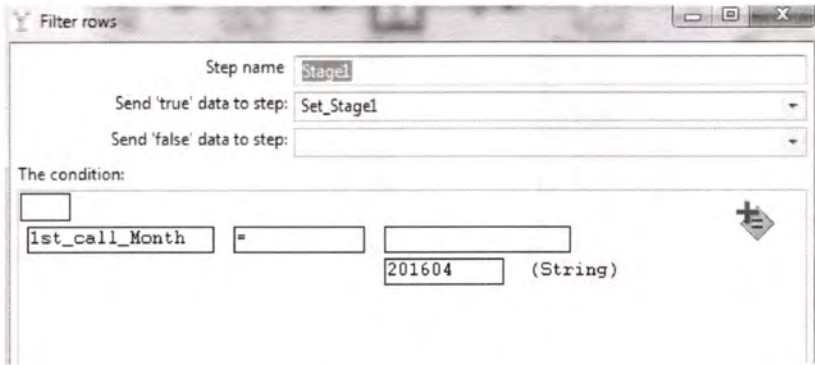 Filter rows
Step name Stage1
Send 'true' data to step: Set_Stage1
Send 'false' data to step:
The condition:
1st_call_Month =
201604 (String)